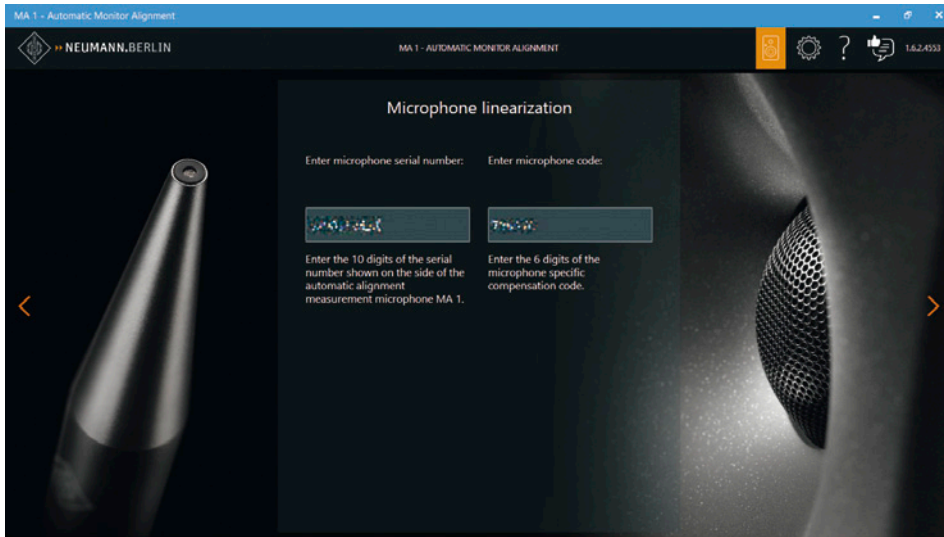 MA 1 - Automatic Monitor Alignment
NEUMANN.BERLIN
MA 1 - AUTOMATIC MONITOR ALIGNMENT
?
1.6.2.4553
Microphone linearization
Enter microphone serial number:
Enter microphone code:
Enter the 10 digits of the serial
number shown on the side of the
automatic alignment
measurement microphone MA 1.
Enter the 6 digits of the
microphone specific
compensation code.